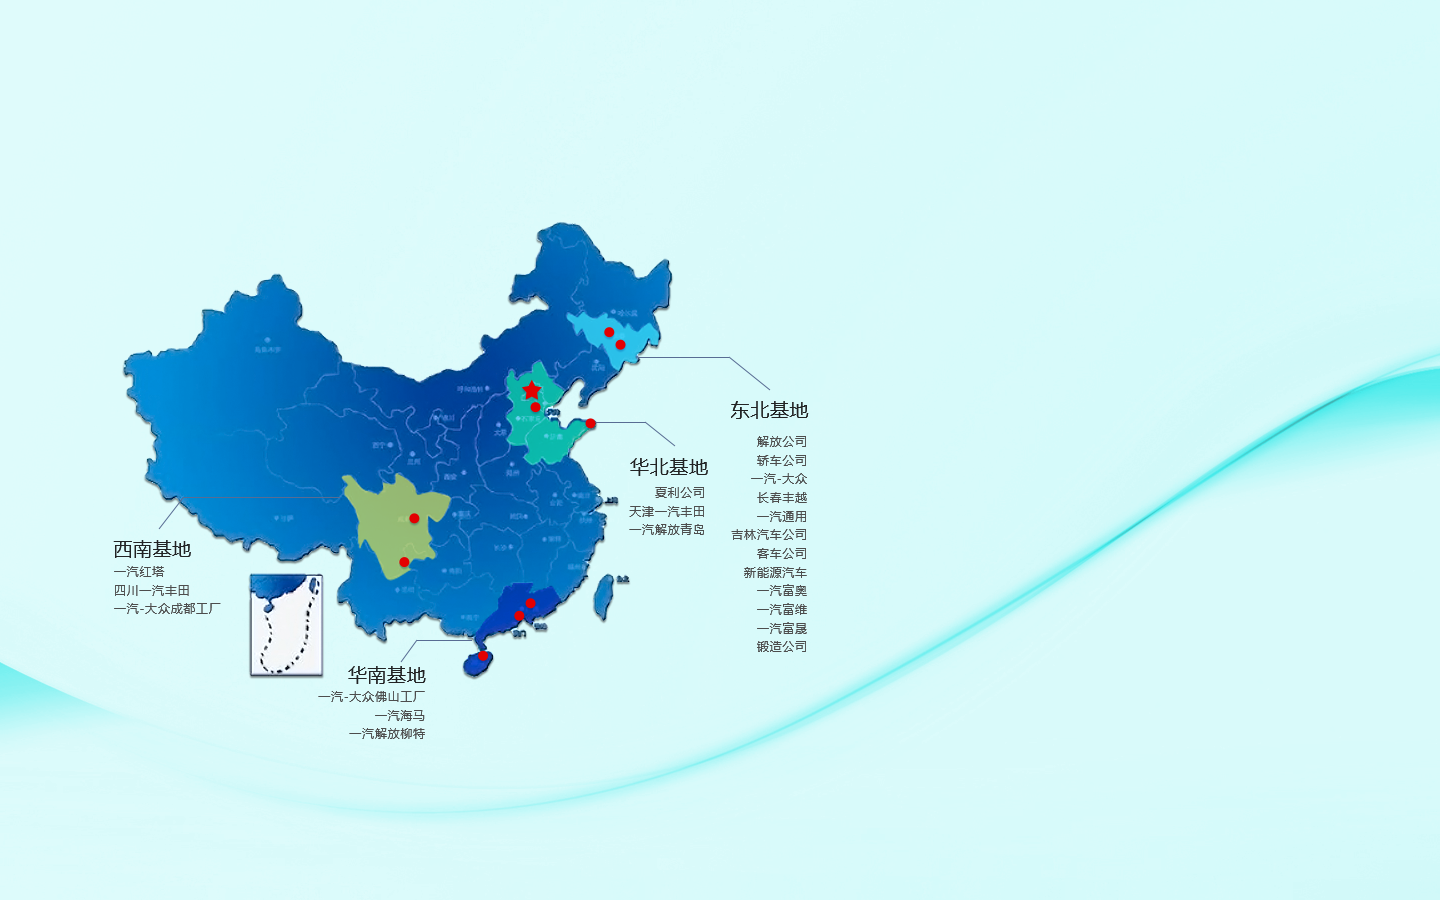 东北基地
解放公司
轿车公司
一汽-大众
长春丰越
一汽通用
吉林汽车公司
客车公司
新能源汽车
一汽富奥
一汽富维
一汽富晟
锻造公司
华北基地
夏利公司
天津一汽丰田
一汽解放青岛
西南基地
一汽红塔
四川一汽丰田
一汽-大众成都工厂
华南基地
一汽-大众佛山工厂
一汽海马
一汽解放柳特